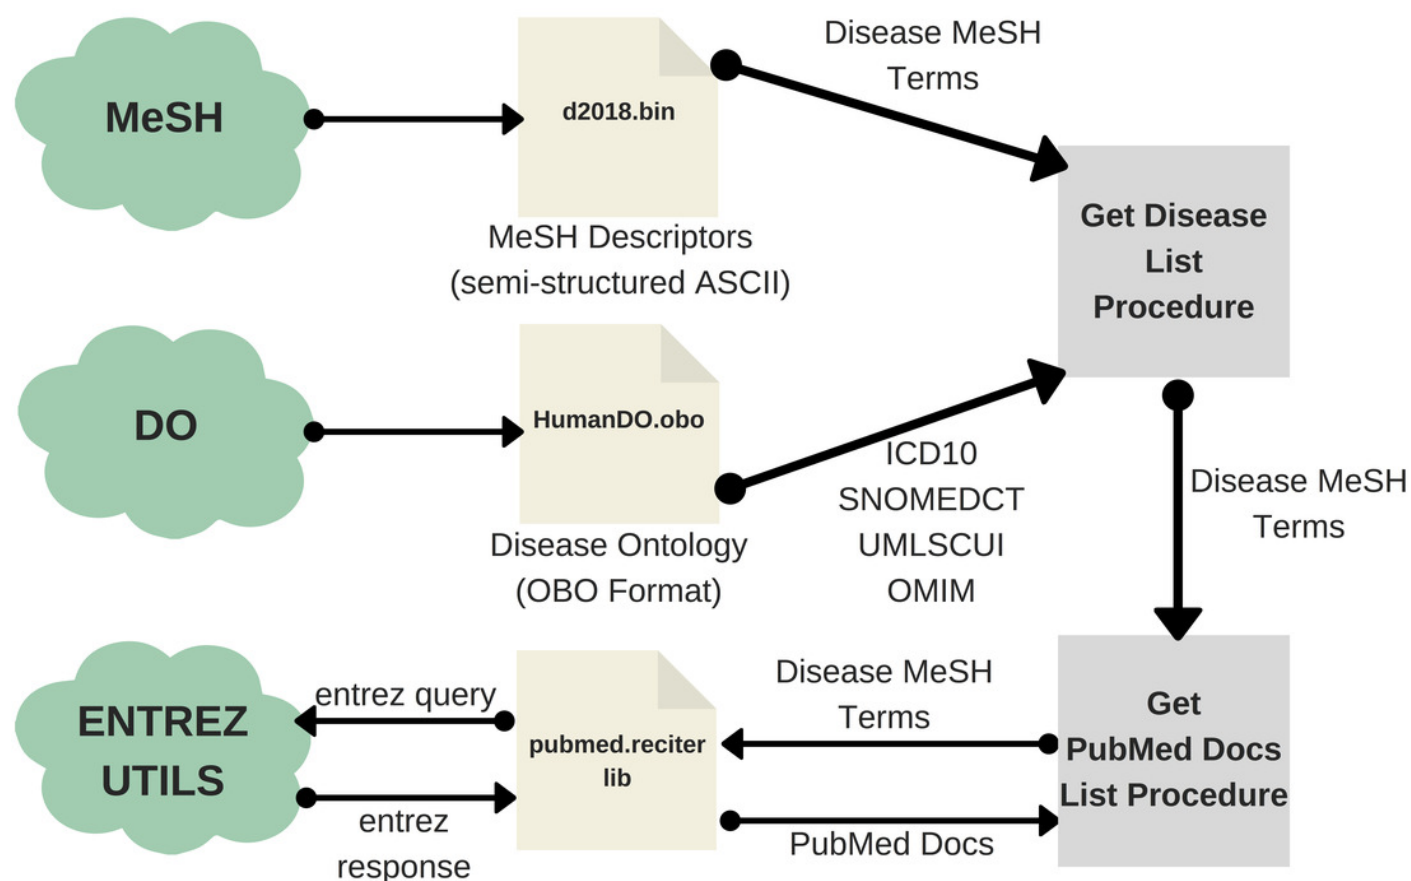 MeSH
d2018.bin
MeSH Descriptors
(semi-structured ASCII)
Disease MeSH
Terms
Get Disease
List
Procedure
DO
HumanDO.obo
Disease Ontology
(OBO Format)
ICD10
SNOMEDCT
UMLSCUI
OMIM
Disease MeSH
Terms
ENTREZ
UTILS
entrez query
entrez
response
pubmed.reciter
lib
Disease MeSH
Terms
PubMed Docs
Get
PubMed Docs
List Procedure